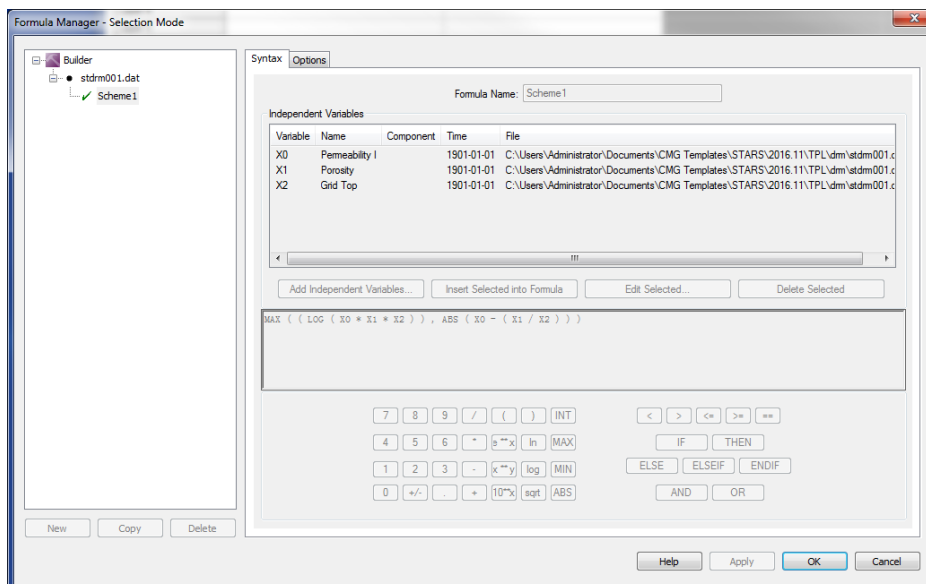 Formula Manager - Selection Mode
Builder
stdrm001.dat
Scheme1
Syntax Options
Formula Name: Scheme1
Independent Variables
Variable Name Component Time File
X0 Permeability I 1901-01-01 C:\Users\Administrator\Documents\CMG Templates\STARS\2016.11\TPL\drm\stdrm001.c
X1 Porosity 1901-01-01 C:\Users\Administrator\Documents\CMG Templates\STARS\2016.11\TPL\drm\stdrm001.c
X2 Grid Top 1901-01-01 C:\Users\Administrator\Documents\CMG Templates\STARS\2016.11\TPL\drm\stdrm001.c
Add Independent Variables... Insert Selected into Formula Edit Selected... Delete Selected
MAX ( ( LOG ( X0 * X1 * X2 ) ) , ABS ( X0 - ( X1 / X2 ) ) )
7 8 9 / ( ) INT < > <= >= ==
4 5 6 * e**x ln MAX IF THEN
1 2 3 - x**y log MIN ELSE ELSEIF ENDIF
0 +/- . + 10**x sqrt ABS AND OR
New Copy Delete
Help Apply OK Cancel